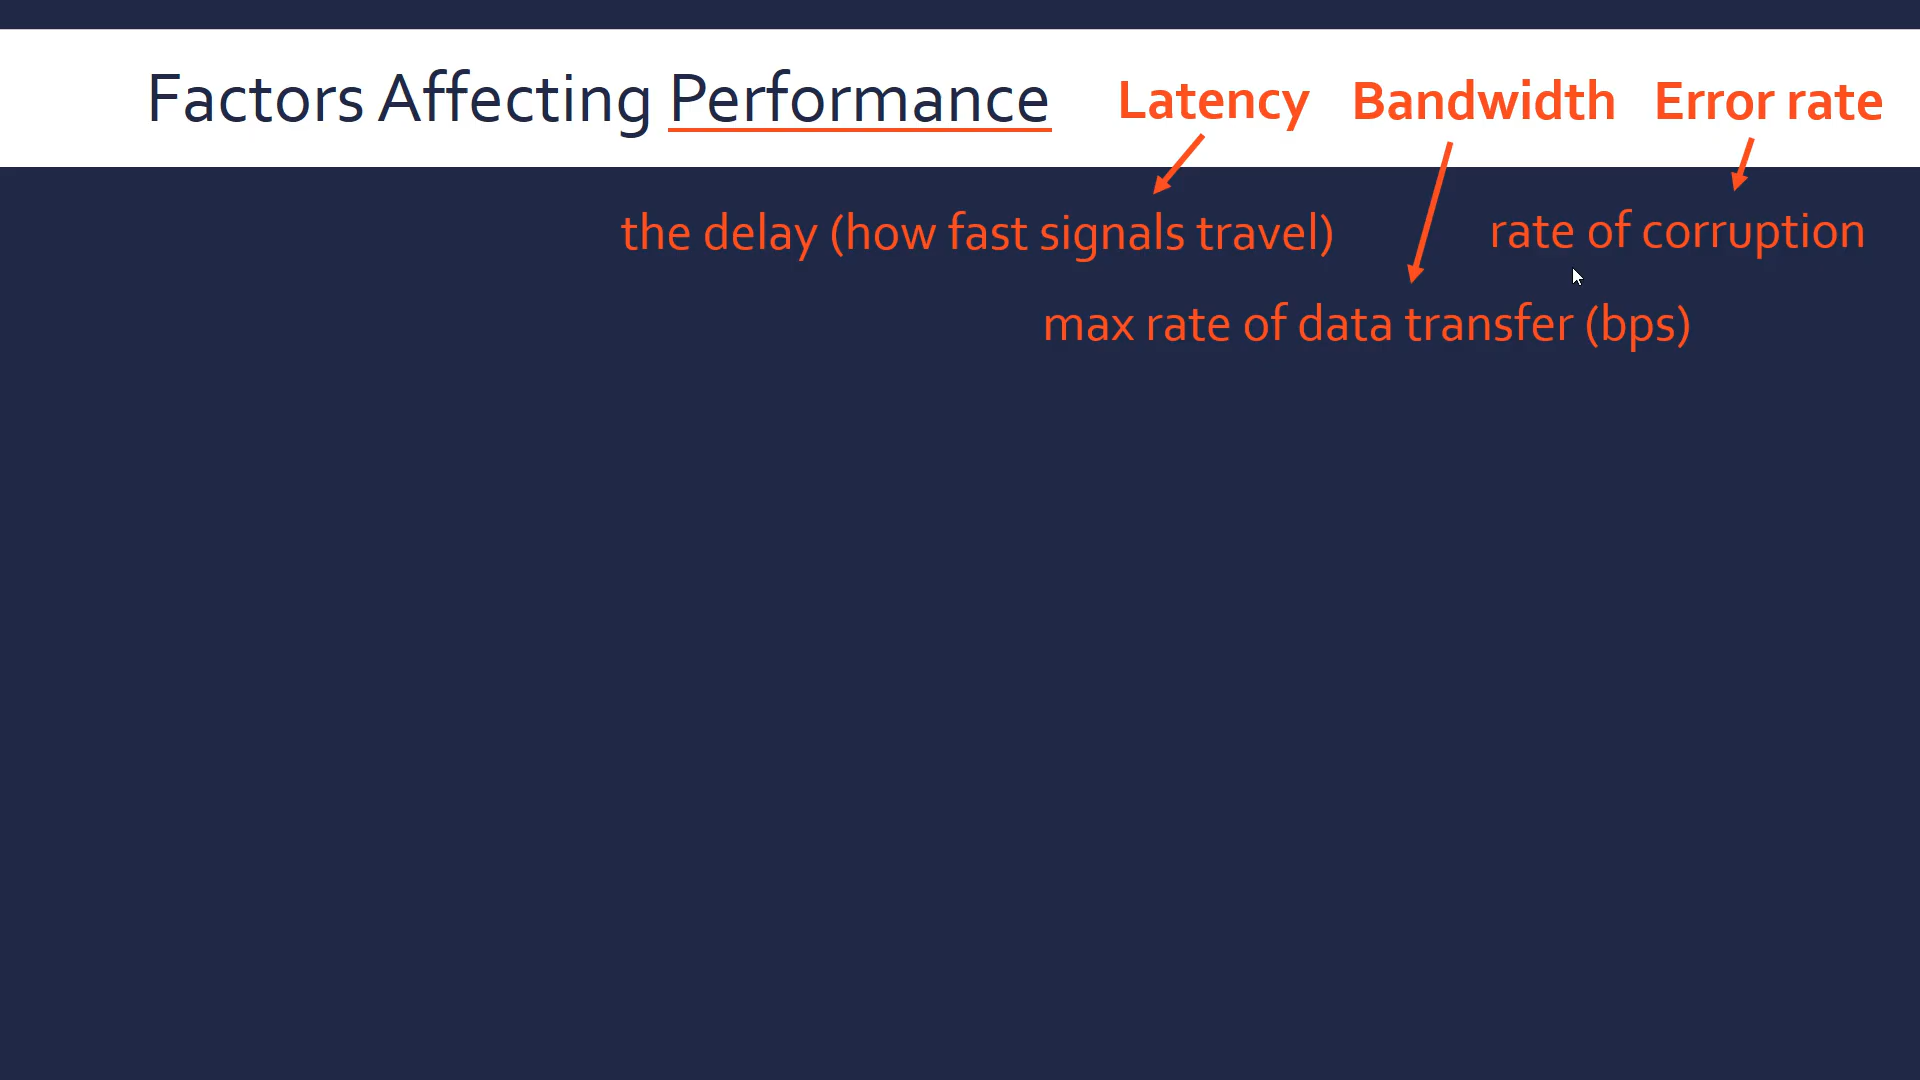 Factors Affecting Performance
Latency Bandwidth Error rate
the delay (how fast signals travel)
rate of corruption
max rate of data transfer (bps)